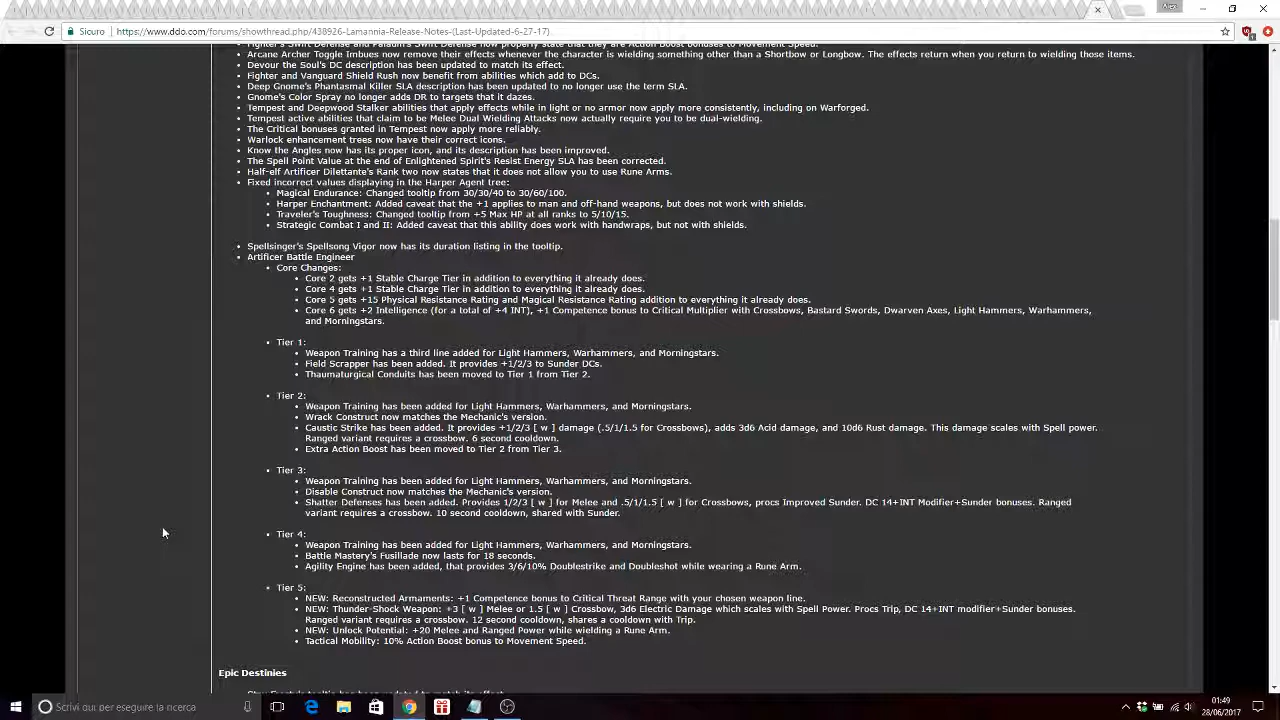 Alex
Sicuro | https://www.ddo.com/forums/showthread.php/438926-Lamannia-Release-Notes-(Last-Updated-6-27-17)
Fighter's Swift Defense and Paladin's Swift Defense now properly state that they are Action Boost bonuses to Movement Speed.
Arcane Archer Toggle Imbues now remove their effects whenever the character is wielding something other than a Shortbow or Longbow. The effects return when you return to wielding those items.
Devour the Soul's DC description has been updated to match its effect.
Fighter and Vanguard Shield Rush now benefit from abilities which add to DCs.
Deep Gnome's Phantasmal Killer SLA description has been updated to no longer use the term SLA.
Gnome's Color Spray no longer adds DR to targets that it dazes.
Tempest and Deepwood Stalker abilities that apply effects while in light or no armor now apply more consistently, including on Warforged.
Tempest active abilities that claim to be Melee Dual Wielding Attacks now actually require you to be dual-wielding.
The Critical bonuses granted in Tempest now apply more reliably.
Warlock enhancement trees now have their correct icons.
Know the Angles now has its proper icon, and its description has been improved.
The Spell Point Value at the end of Enlightened Spirit's Resist Energy SLA has been corrected.
Half-elf Artificer Dilettante's Rank two now states that it does not allow you to use Rune Arms.
Fixed incorrect values displaying in the Harper Agent tree:
Magical Endurance: Changed tooltip from 30/30/40 to 30/60/100.
Harper Enchantment: Added caveat that the +1 applies to man and off-hand weapons, but does not work with shields.
Traveler's Toughness: Changed tooltip from +5 Max HP at all ranks to 5/10/15.
Strategic Combat I and II: Added caveat that this ability does work with handwraps, but not with shields.
Spellsinger's Spellsong Vigor now has its duration listing in the tooltip.
Artificer Battle Engineer
Core Changes:
Core 2 gets +1 Stable Charge Tier in addition to everything it already does.
Core 4 gets +1 Stable Charge Tier in addition to everything it already does.
Core 5 gets +15 Physical Resistance Rating and Magical Resistance Rating addition to everything it already does.
Core 6 gets +2 Intelligence (for a total of +4 INT), +1 Competence bonus to Critical Multiplier with Crossbows, Bastard Swords, Dwarven Axes, Light Hammers, Warhammers,
and Morningstars.
Tier 1:
Weapon Training has a third line added for Light Hammers, Warhammers, and Morningstars.
Field Scrapper has been added. It provides +1/2/3 to Sunder DCs.
Thaumaturgical Conduits has been moved to Tier 1 from Tier 2.
Tier 2:
Weapon Training has been added for Light Hammers, Warhammers, and Morningstars.
Wrack Construct now matches the Mechanic's version.
Caustic Strike has been added. It provides +1/2/3 [ w ] damage (.5/1/1.5 for Crossbows), adds 3d6 Acid damage, and 10d6 Rust damage. This damage scales with Spell power.
Ranged variant requires a crossbow. 6 second cooldown.
Extra Action Boost has been moved to Tier 2 from Tier 3.
Tier 3:
Weapon Training has been added for Light Hammers, Warhammers, and Morningstars.
Disable Construct now matches the Mechanic's version.
Shatter Defenses has been added. Provides 1/2/3 [ w ] for Melee and .5/1/1.5 [ w ] for Crossbows, procs Improved Sunder. DC 14+INT Modifier+Sunder bonuses. Ranged
variant requires a crossbow. 10 second cooldown, shared with Sunder.
Tier 4:
Weapon Training has been added for Light Hammers, Warhammers, and Morningstars.
Battle Mastery's Fusillade now lasts for 18 seconds.
Agility Engine has been added, that provides 3/6/10% Doublestrike and Doubleshot while wearing a Rune Arm.
Tier 5:
NEW: Reconstructed Armaments: +1 Competence bonus to Critical Threat Range with your chosen weapon line.
NEW: Thunder-Shock Weapon: +3 [ w ] Melee or 1.5 [ w ] Crossbow, 3d6 Electric Damage which scales with Spell Power. Procs Trip, DC 14+INT modifier+Sunder bonuses.
Ranged variant requires a crossbow. 12 second cooldown, shares a cooldown with Trip.
NEW: Unlock Potential: +20 Melee and Ranged Power while wielding a Rune Arm.
Tactical Mobility: 10% Action Boost bonus to Movement Speed.
Epic Destinies
Scrivi qui per eseguire la ricerca
01:49
28/06/2017